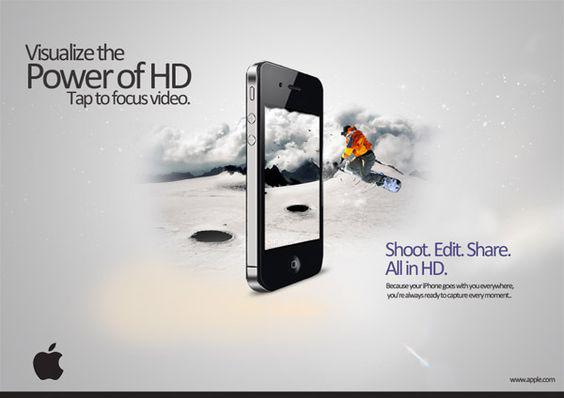 Visualize the
Power of HD
Tap to focus video.
Shoot. Edit. Share.
All in HD.
Because your iPhone goes with you everywhere,
you're always ready to capture every moment..
www.apple.com